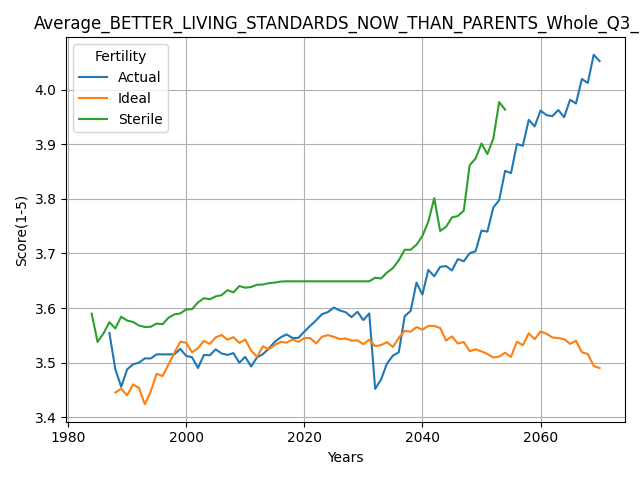 Average_BETTER_LIVING_STANDARDS_NOW_THAN_PARENTS_Whole_Q3_
Fertility
Actual
Ideal
Sterile
Score(1-5)
4.0
3.9
3.8
3.7
3.6
3.5
3.4
1980
2000
2020
2040
2060
Years